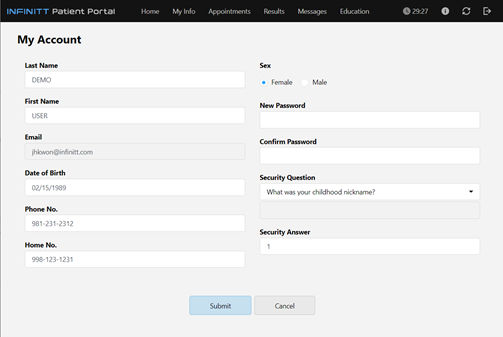 INFINITT Patient Portal Home My Info Appointments Results Messages Education 29:27
My Account
Last Name
DEMO
First Name
USER
Email
jhkwon@infinitt.com
Date of Birth
02/15/1989
Phone No.
981-231-2312
Home No.
998-123-1231
Sex
Female Male
New Password
Confirm Password
Security Question
What was your childhood nickname?
Security Answer
1
Submit Cancel